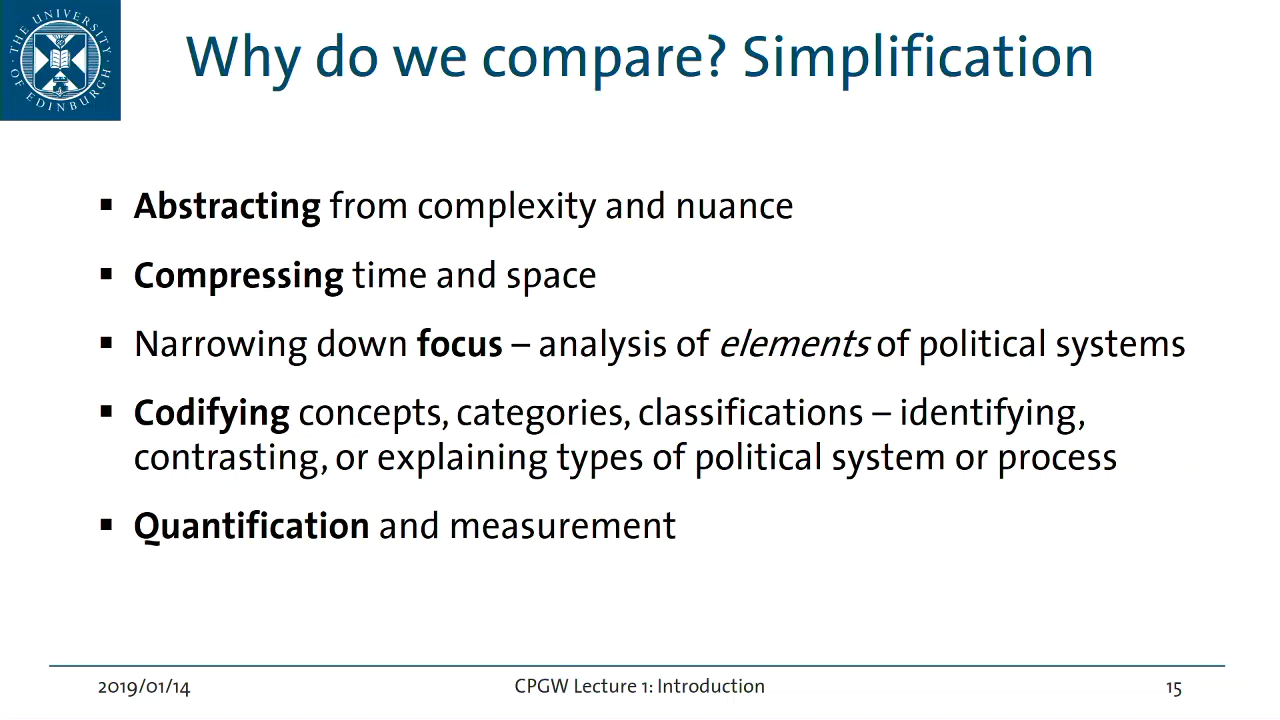 THE UNIVERSITY OF EDINBURGH
Why do we compare? Simplification
▪ Abstracting from complexity and nuance
▪ Compressing time and space
▪ Narrowing down focus – analysis of elements of political systems
▪ Codifying concepts, categories, classifications – identifying,
contrasting, or explaining types of political system or process
▪ Quantification and measurement
2019/01/14
CPGW Lecture 1: Introduction
15